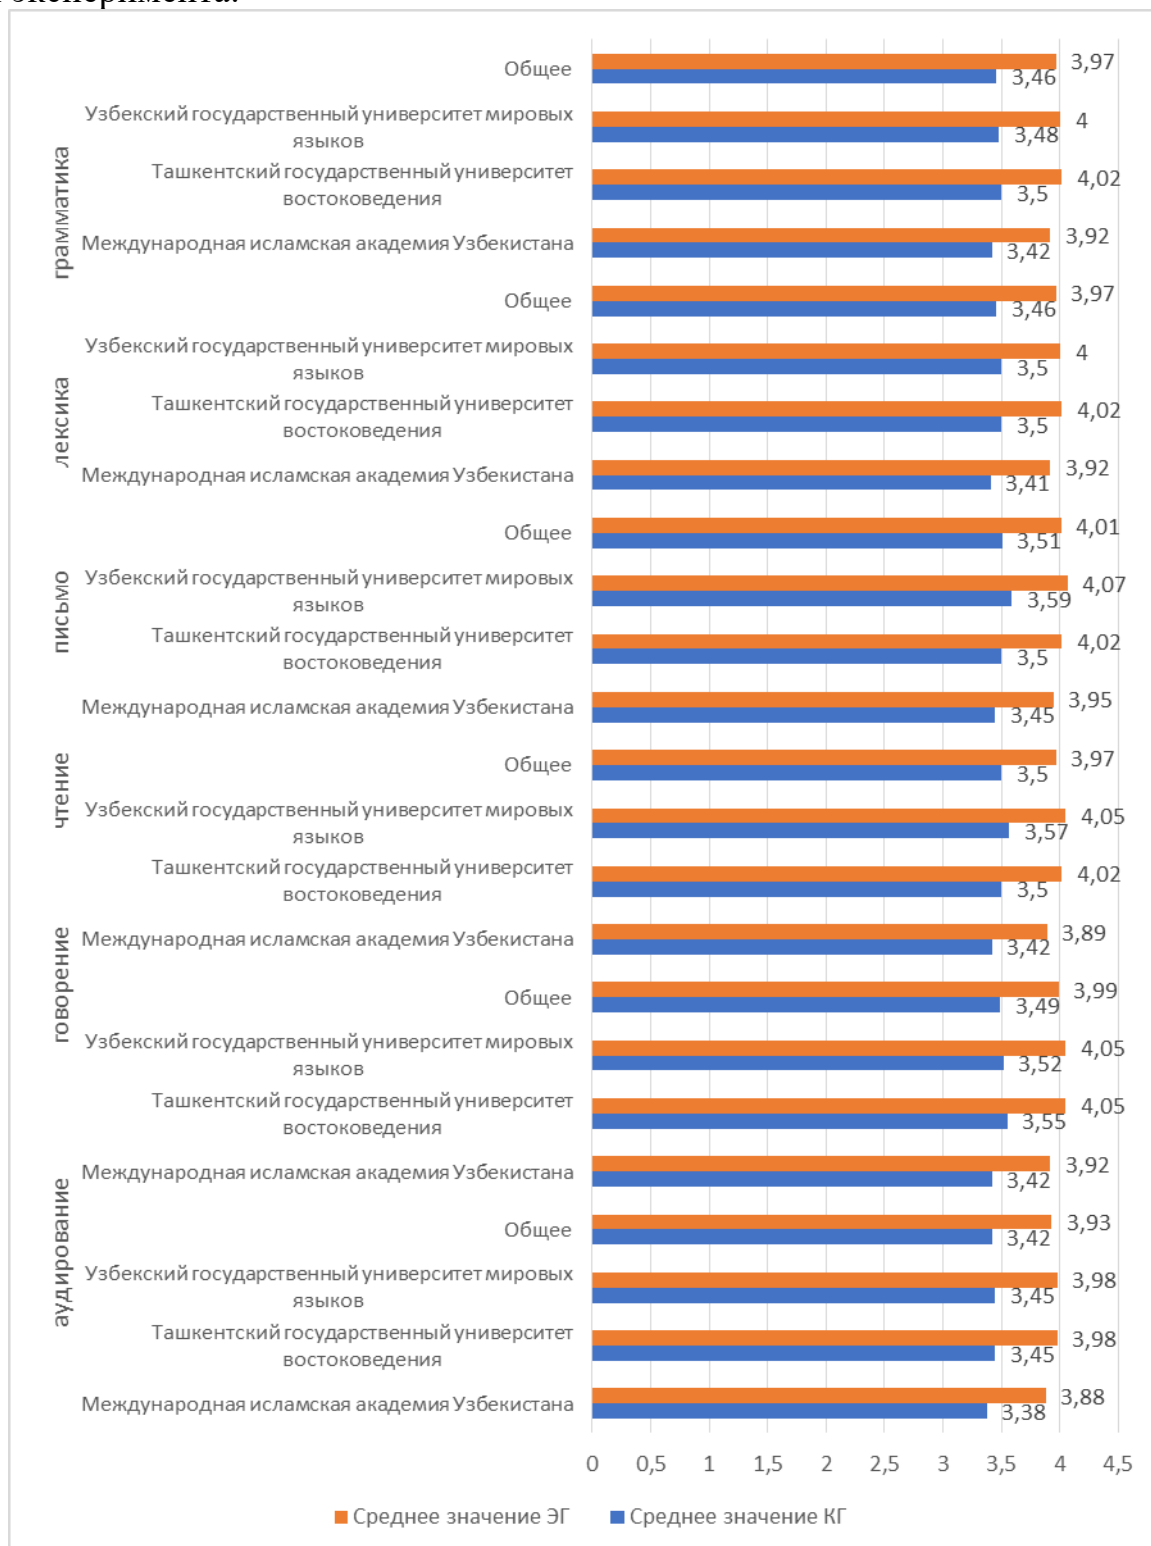 эксперимента.
Общее
3,97
3,46
Узбекский государственный университет мировых
языков
4
3,48
Ташкентский государственный университет
востоковедения
4,02
3,5
Международная исламская академия Узбекистана
3,92
3,42
грамматика
Общее
3,97
3,46
Узбекский государственный университет мировых
языков
4
3,5
Ташкентский государственный университет
востоковедения
4,02
3,5
Международная исламская академия Узбекистана
3,92
3,41
лексика
Общее
4,01
3,51
Узбекский государственный университет мировых
языков
4,07
3,59
Ташкентский государственный университет
востоковедения
4,02
3,5
Международная исламская академия Узбекистана
3,95
3,45
письмо
Общее
3,97
3,5
Узбекский государственный университет мировых
языков
4,05
3,57
Ташкентский государственный университет
востоковедения
4,02
3,5
Международная исламская академия Узбекистана
3,89
3,42
чтение
Общее
3,99
3,49
Узбекский государственный университет мировых
языков
4,05
3,52
Ташкентский государственный университет
востоковедения
4,05
3,55
Международная исламская академия Узбекистана
3,92
3,42
говорение
Общее
3,93
3,42
Узбекский государственный университет мировых
языков
3,98
3,45
Ташкентский государственный университет
востоковедения
3,98
3,45
Международная исламская академия Узбекистана
3,88
3,38
аудирование
0 0,5 1 1,5 2 2,5 3 3,5 4 4,5
Среднее значение ЭГ Среднее значение КГ